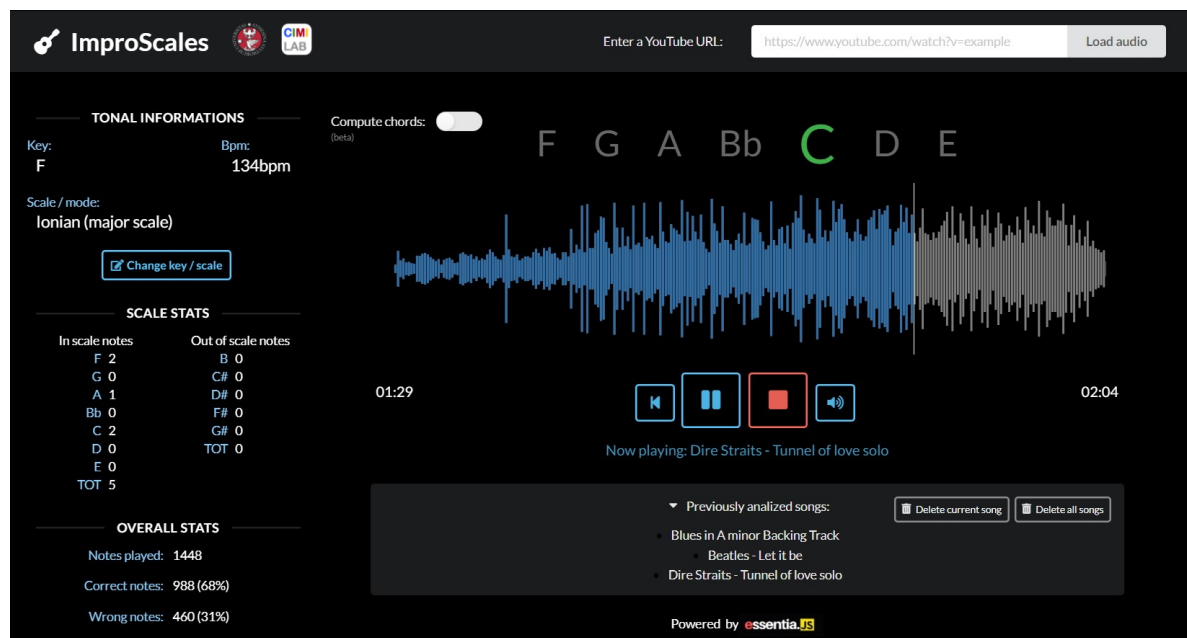 ImproScales
CIMI
LAB
Enter a YouTube URL:
https://www.youtube.com/watch?v=example
Load audio
TONAL INFORMATIONS
Key:
Bpm:
F
134bpm
Scale / mode:
Ionian (major scale)
Change key / scale
SCALE STATS
In scale notes
Out of scale notes
F 2
B 0
G 0
C# 0
A 1
D# 0
Bb 0
F# 0
C 2
G# 0
D 0
TOT 0
E 0
TOT 5
OVERALL STATS
Notes played: 1448
Correct notes: 988 (68%)
Wrong notes: 460 (31%)
Compute chords:
(beta)
F G A Bb C D E
01:29
02:04
Now playing: Dire Straits - Tunnel of love solo
Previously analized songs:
Delete current song
Delete all songs
Blues in A minor Backing Track
Beatles - Let it be
Dire Straits - Tunnel of love solo
Powered by essentia.JS